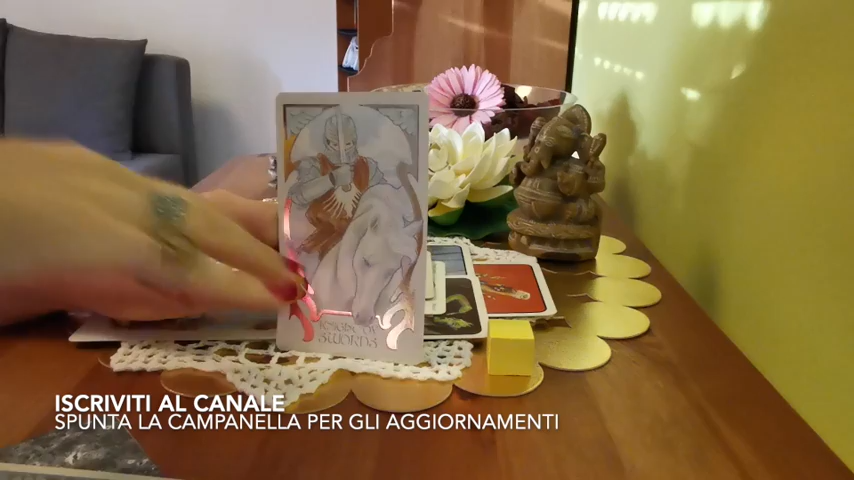 KNIGHT OF
SWORDS
ISCRIVITI AL CANALE
SPUNTA LA CAMPANELLA PER GLI AGGIORNAMENTI